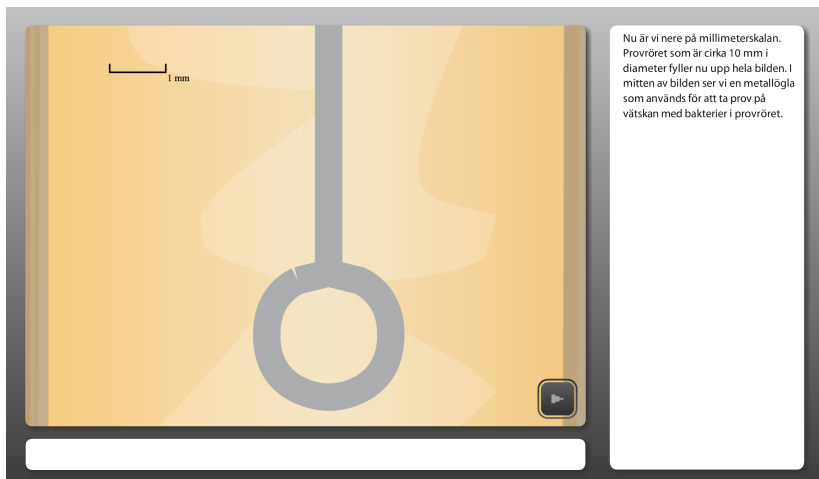 1 mm
Nu är vi nere på millimeterskalan.
Provröret som är cirka 10 mm i
diameter fyller nu upp hela bilden. I
mitten av bilden ser vi en metallögla
som används för att ta prov på
vätskan med bakterier i provröret.